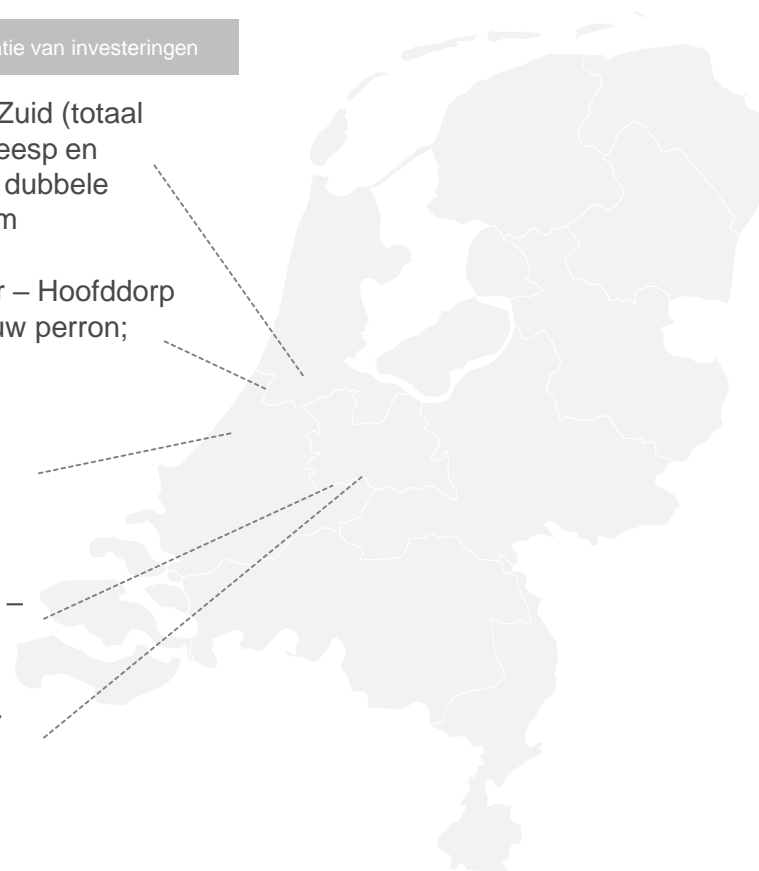 tie van investeringen
Zuid (totaal
eesp en
dubbele
m
– Hoofddorp
uw perron;
–